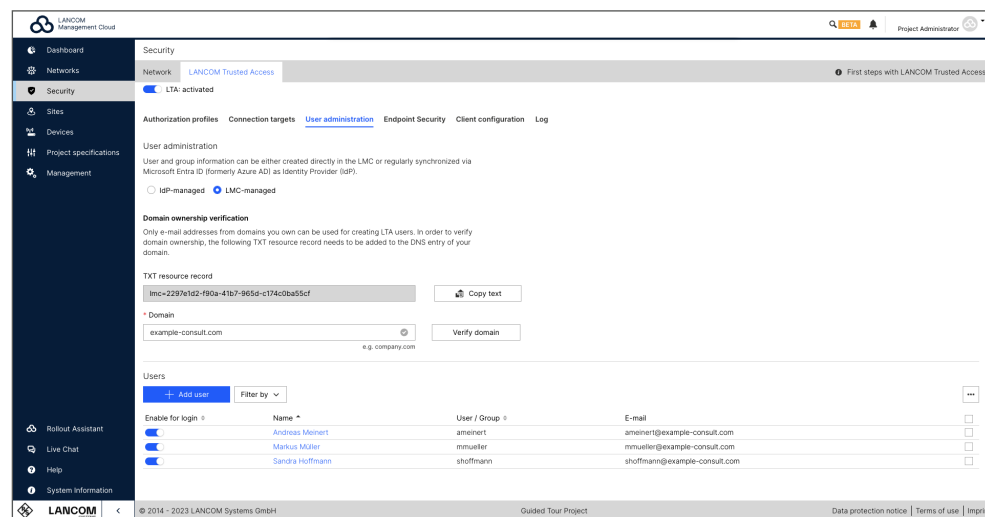 LANCOM
Management Cloud
BETA
Project Administrator
Dashboard
Networks
Security
Sites
Devices
Project specifications
Management
Rollout Assistant
Live Chat
Help
System Information
LANCOM
SYSTEMS
Security
Network LANCOM Trusted Access
First steps with LANCOM Trusted Access
LTA: activated
Authorization profiles Connection targets User administration Endpoint Security Client configuration Log
User administration
User and group information can be either created directly in the LMC or regularly synchronized via
Microsoft Entra ID (formerly Azure AD) as Identity Provider (IdP).
IdP-managed LMC-managed
Domain ownership verification
Only e-mail addresses from domains you own can be used for creating LTA users. In order to verify
domain ownership, the following TXT resource record needs to be added to the DNS entry of your
domain.
TXT resource record
lmc=2297e1d2-f90a-41b7-965d-c174c0ba55cf Copy text
* Domain
example-consult.com Verify domain
e.g. company.com
Users
+ Add user Filter by
Enable for login Name User / Group E-mail
Andreas Meinert ameinert ameinert@example-consult.com
Markus Müller mmueller mmueller@example-consult.com
Sandra Hoffmann shoffmann shoffmann@example-consult.com
© 2014 - 2023 LANCOM Systems GmbH Guided Tour Project Data protection notice | Terms of use | Impri